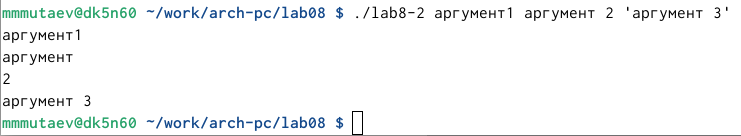 mmmutaev@dk5n60 ~/work/arch-pc/lab08 $ ./lab8-2 аргумент1 аргумент 2 'аргумент 3'
аргумент1
аргумент
2
аргумент 3
mmmutaev@dk5n60 ~/work/arch-pc/lab08 $